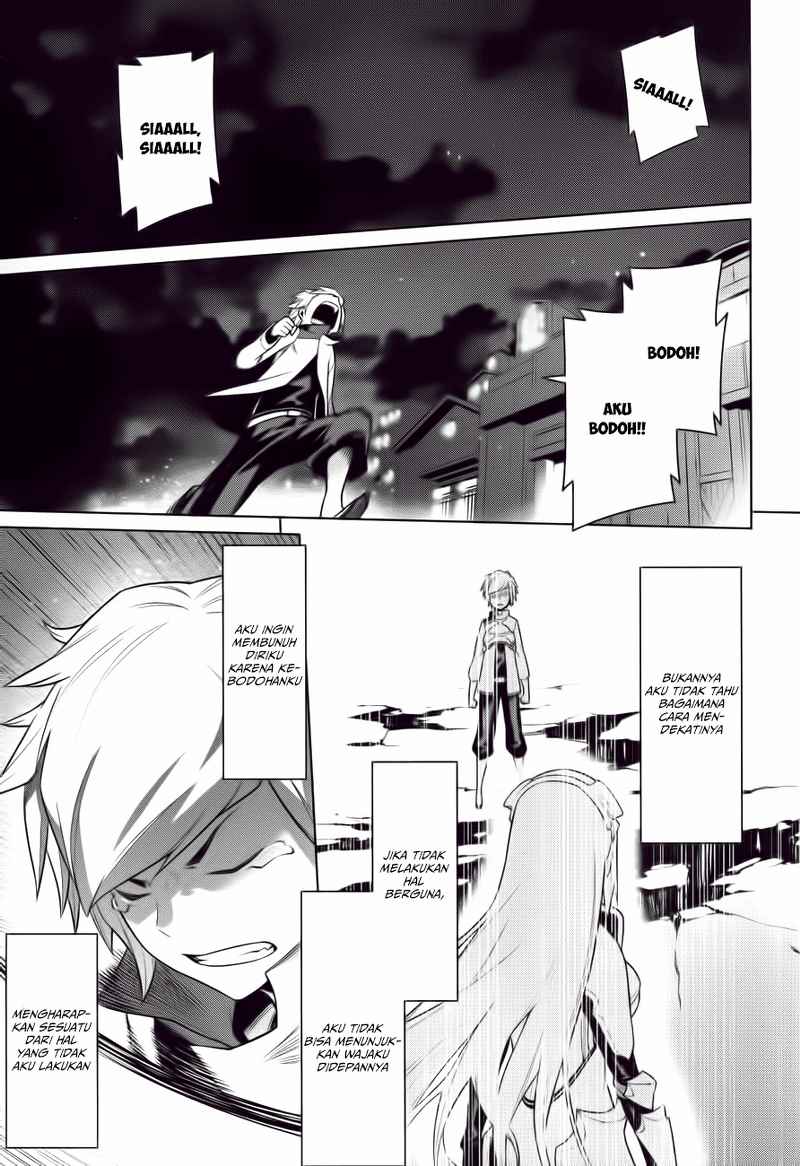 SIAAALL!
SIAAALL,
SIAAALL!
BODOH!
AKU
BODOH!!
BUKANNYA
AKU TIDAK TAHU
BAGAIMANA
CARA MEN-
DEKATINYA
AKU INGIN
MEMBUNUH
DIRIKU
KARENA KE-
BODOHANKU
JIKA TIDAK
MELAKUKAN
HAL
BERGUNA,
AKU TIDAK
BISA MENUNJUK-
KAN WAJAKU
DIDEPANNYA
MENGHARAP-
KAN SESUATU
DARI HAL
YANG TIDAK
AKU LAKUKAN